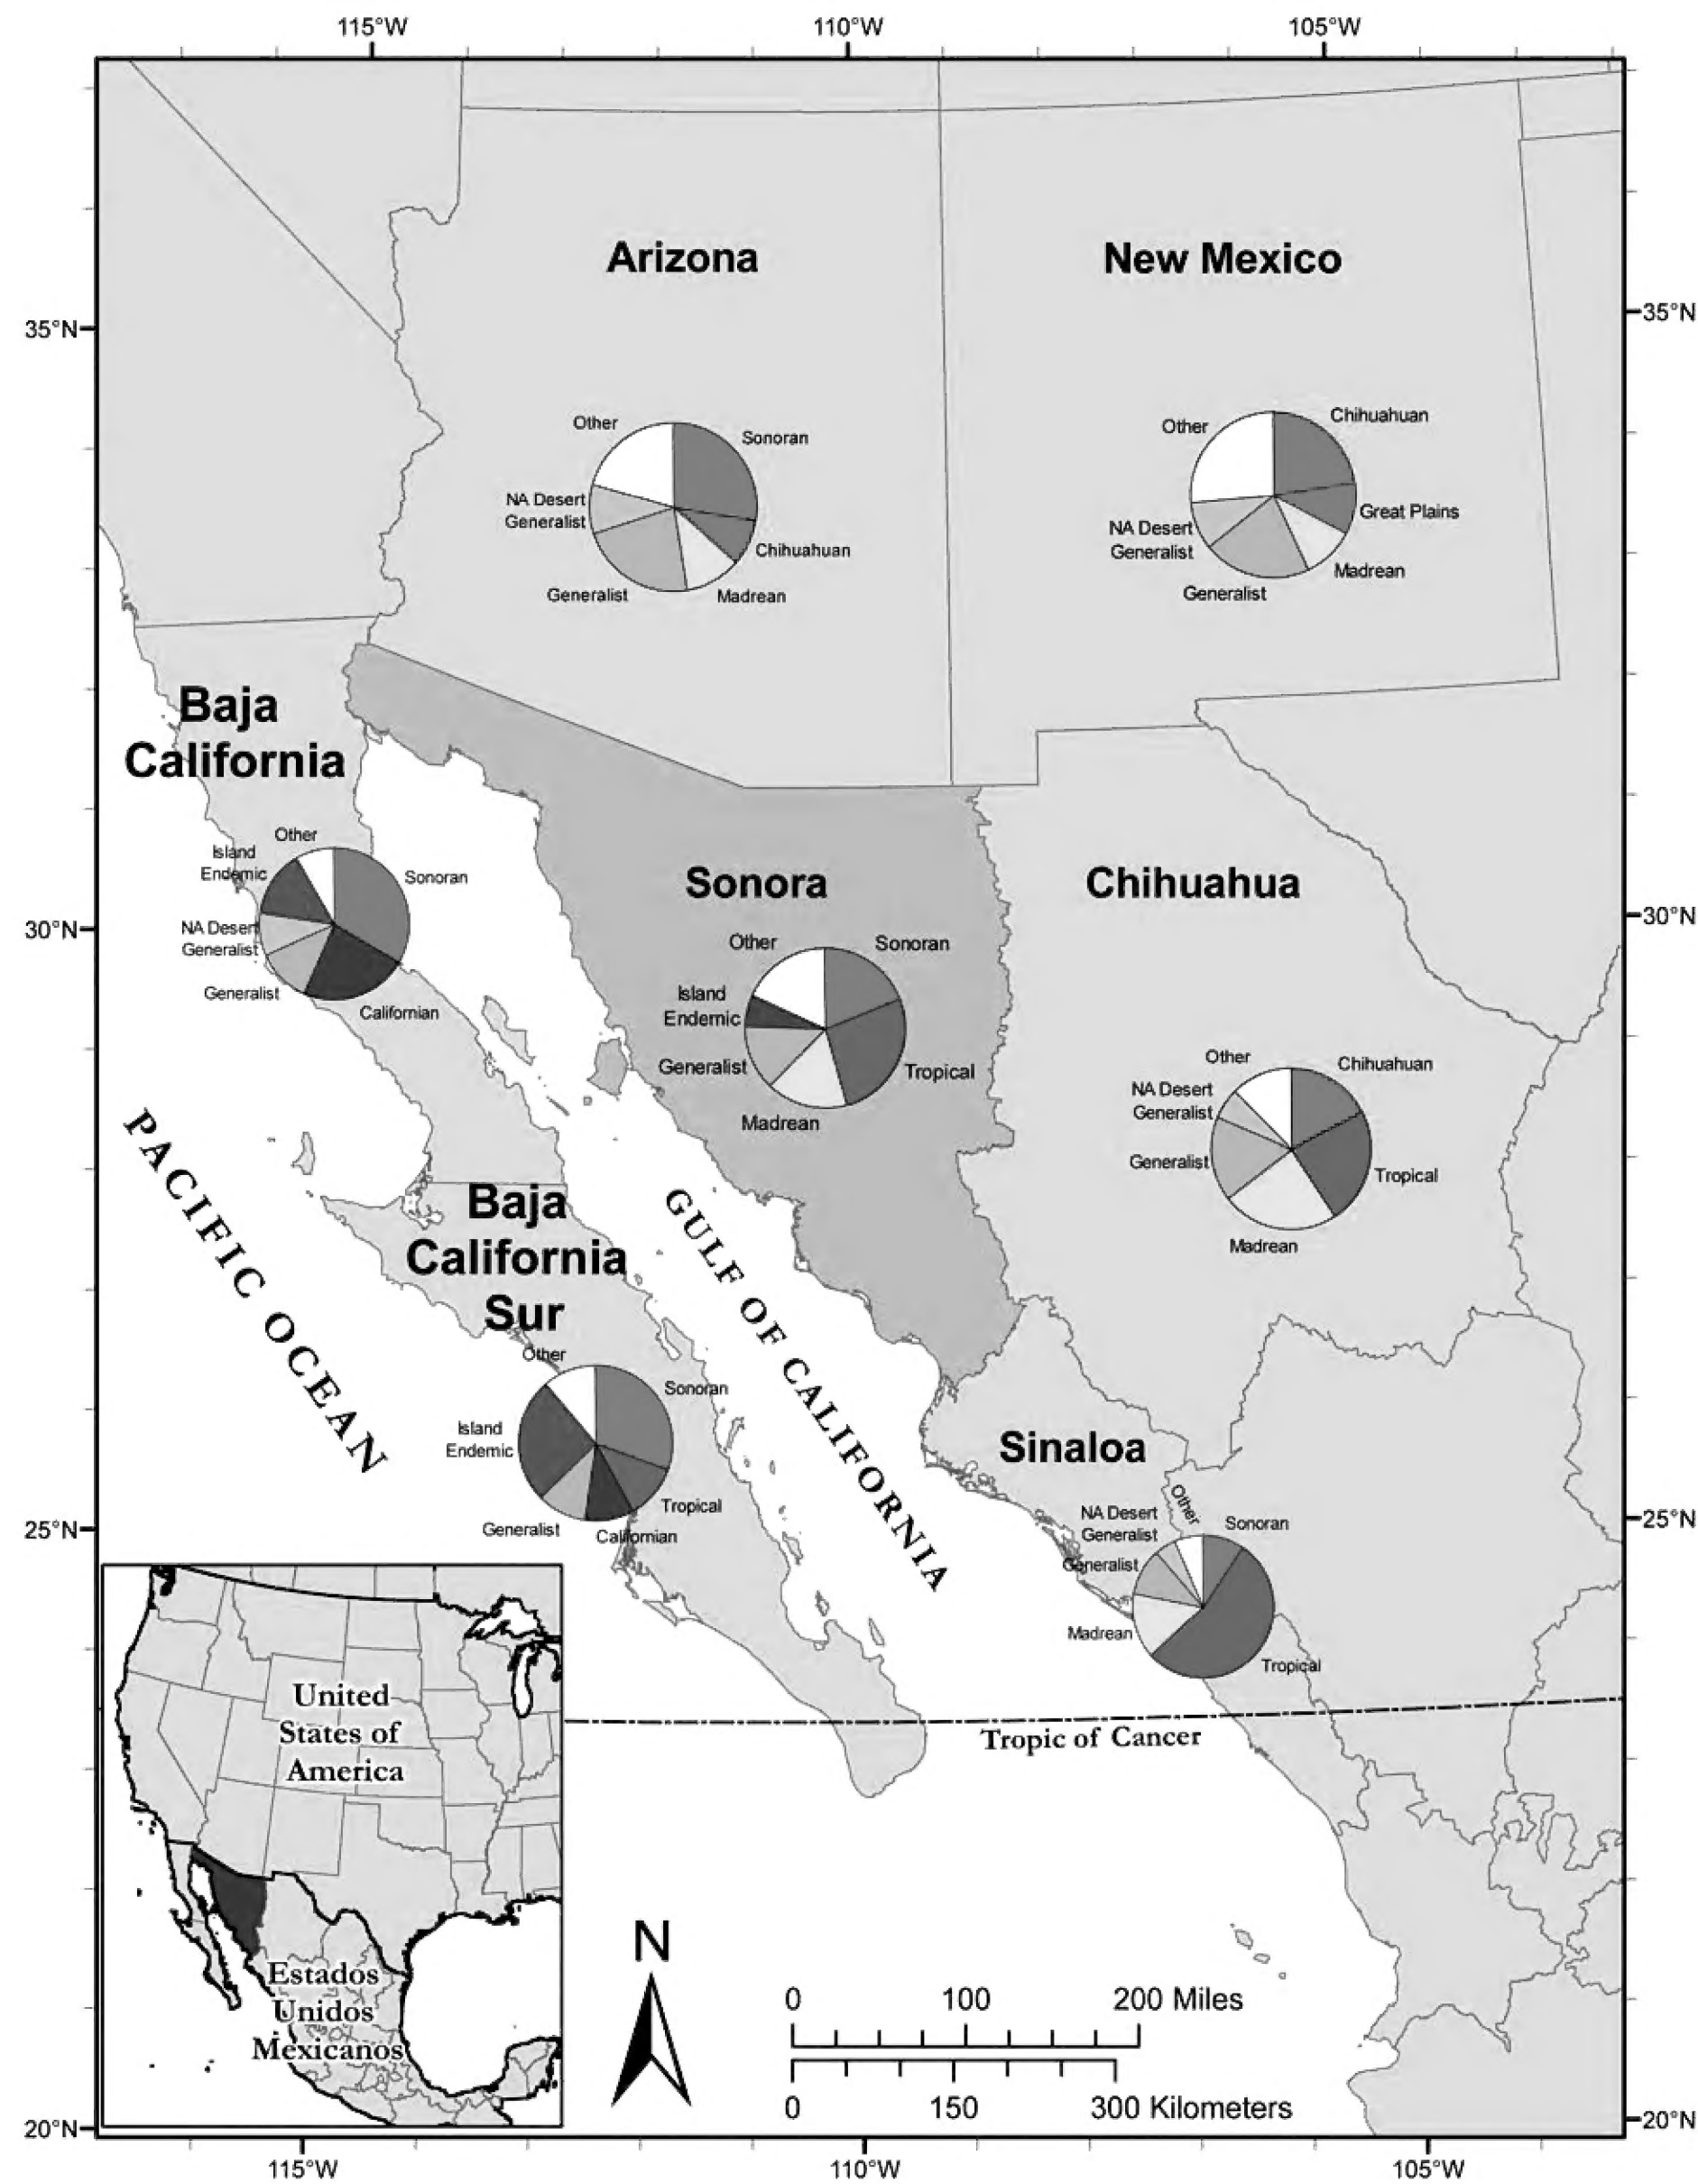 115°W
110°W
105°W
35°N
35°N
Arizona
New Mexico
Other
Sonoran
NA Desert
Generalist
Chihuahuan
Generalist
Madrean
Other
Chihuahuan
Great Plains
NA Desert
Generalist
Madrean
Generalist
Baja
California
Other
Island
Endemic
Sonoran
NA Desert
Generalist
Generalist
Californian
30°N
30°N
Sonora
Other
Sonoran
Island
Endemic
Generalist
Tropical
Madrean
Chihuahua
Other
Chihuahuan
NA Desert
Generalist
Generalist
Tropical
Madrean
PACIFIC OCEAN
GULF OF CALIFORNIA
Baja
California
Sur
Other
Sonoran
Island
Endemic
Tropical
Generalist
Californian
Sinaloa
Other
NA Desert
Generalist
Sonoran
Generalist
Madrean
Tropical
25°N
25°N
Tropic of Cancer
United
States of
America
Estados
Unidos
Mexicanos
N
0 100 200 Miles
0 150 300 Kilometers
20°N
20°N
115°W
110°W
105°W